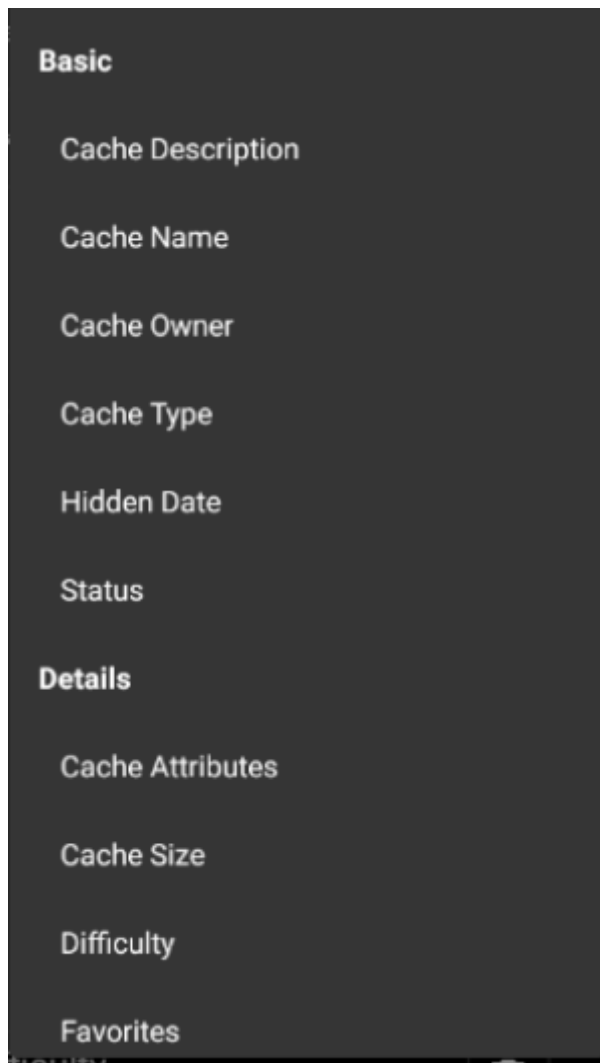 Basic
Cache Description
Cache Name
Cache Owner
Cache Type
Hidden Date
Status
Details
Cache Attributes
Cache Size
Difficulty
Favorites